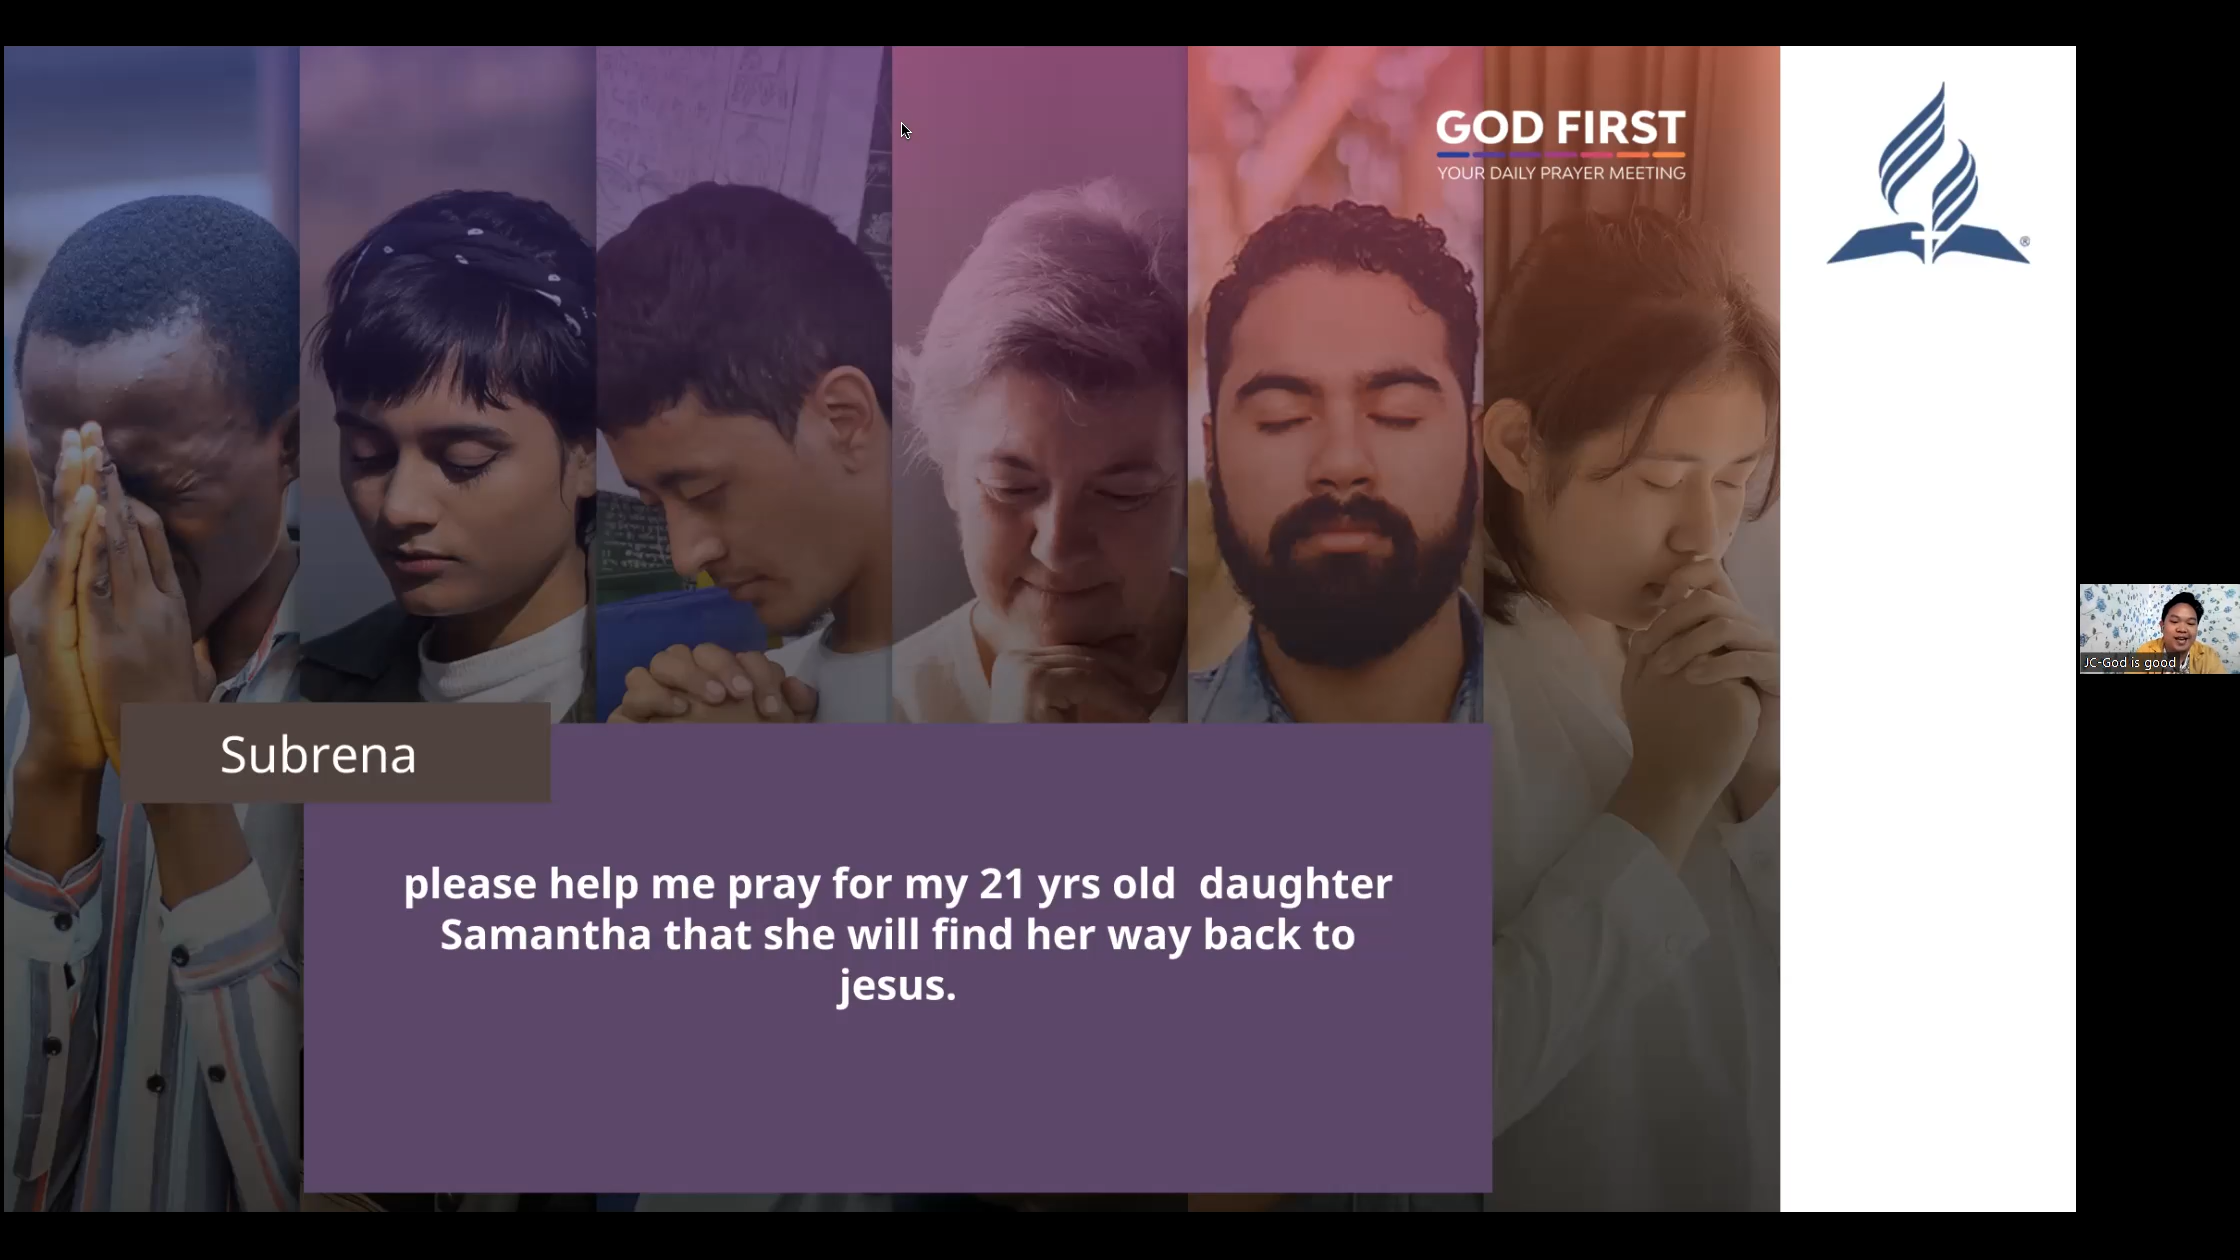 GOD FIRST
YOUR DAILY PRAYER MEETING
®
Subrena
please help me pray for my 21 yrs old  daughter
Samantha that she will find her way back to
jesus.
JC-God is good